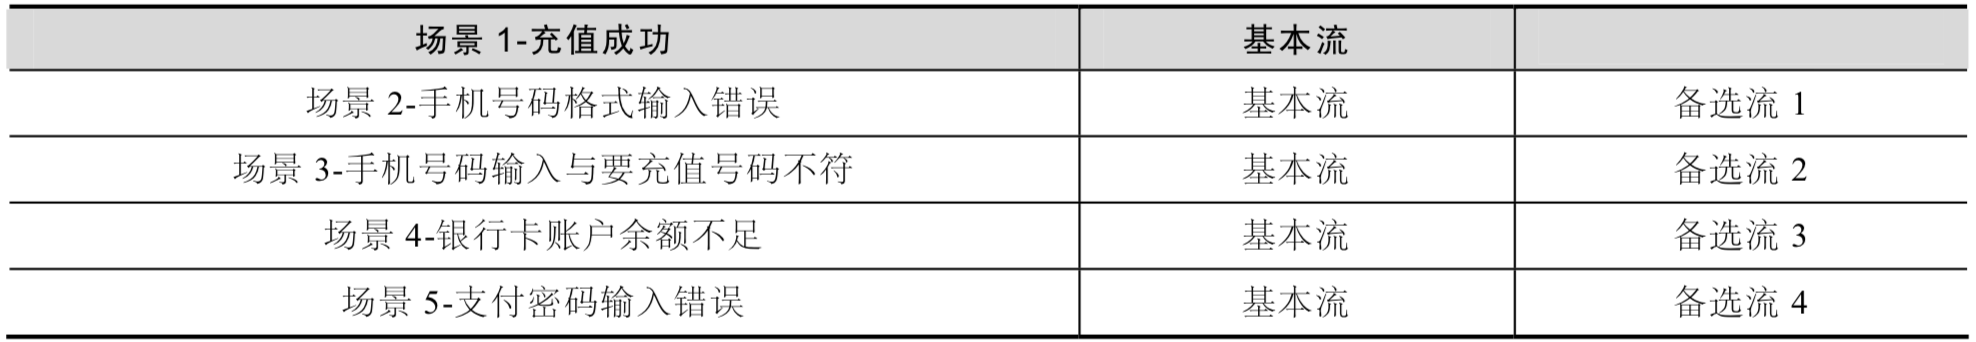 场景 1-充值成功 基本流
场景 2-手机号码格式输入错误 基本流 备选流 1
场景 3-手机号码输入与要充值号码不符 基本流 备选流 2
场景 4-银行卡账户余额不足 基本流 备选流 3
场景 5-支付密码输入错误 基本流 备选流 4